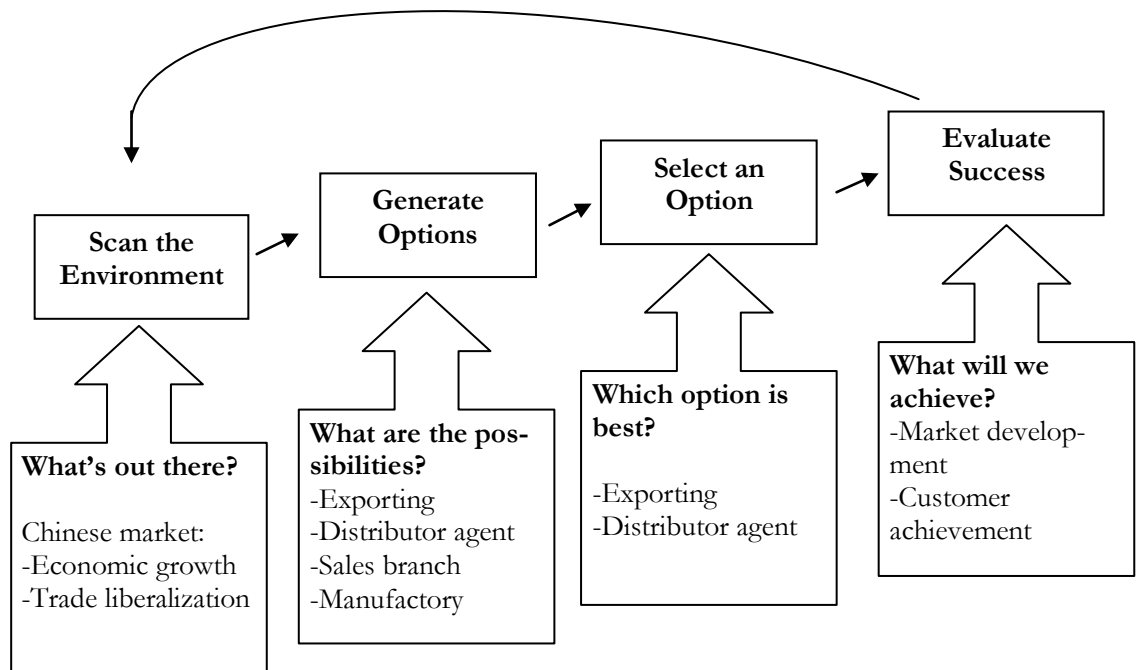 Scan the
Environment
Generate
Options
Select an
Option
Evaluate
Success
What’s out there?
Chinese market:
-Economic growth
-Trade liberalization
What are the pos-
sibilities?
-Exporting
-Distributor agent
-Sales branch
-Manufactory
Which option is
best?
-Exporting
-Distributor agent
What will we
achieve?
-Market develop-
ment
-Customer
achievement